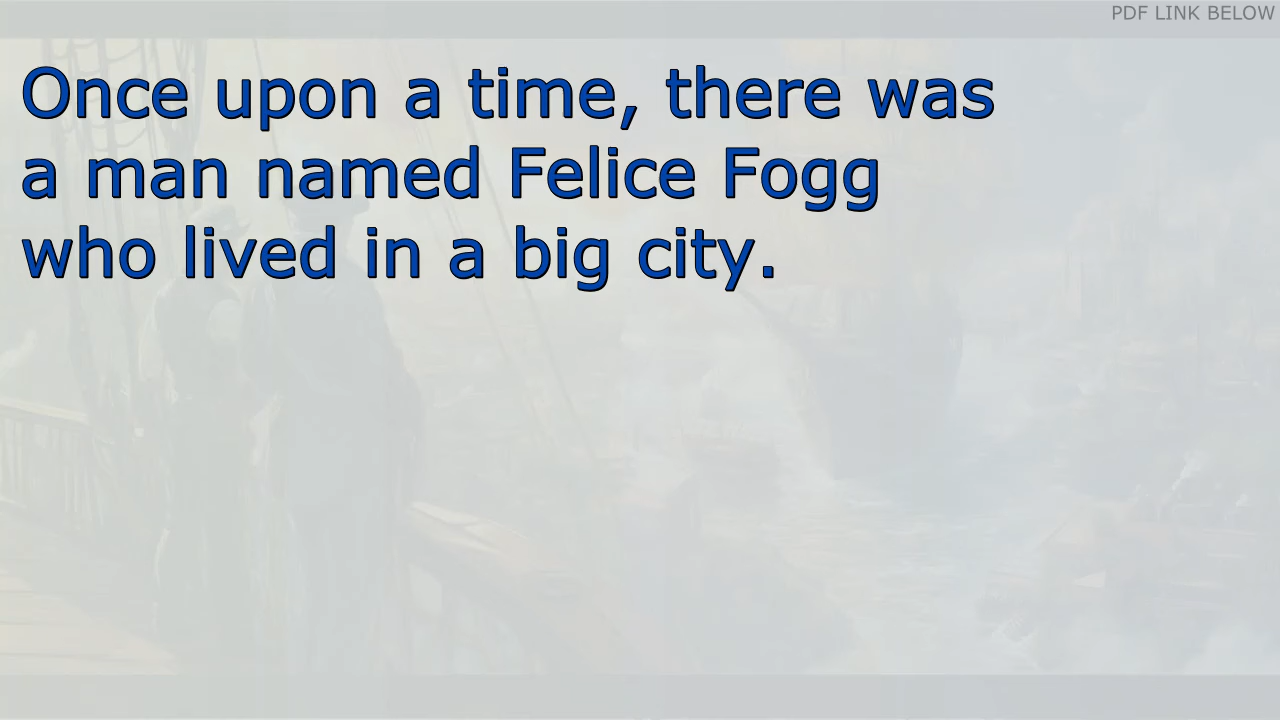 PDF LINK BELOW
Once upon a time, there was
a man named Felice Fogg
who lived in a big city.